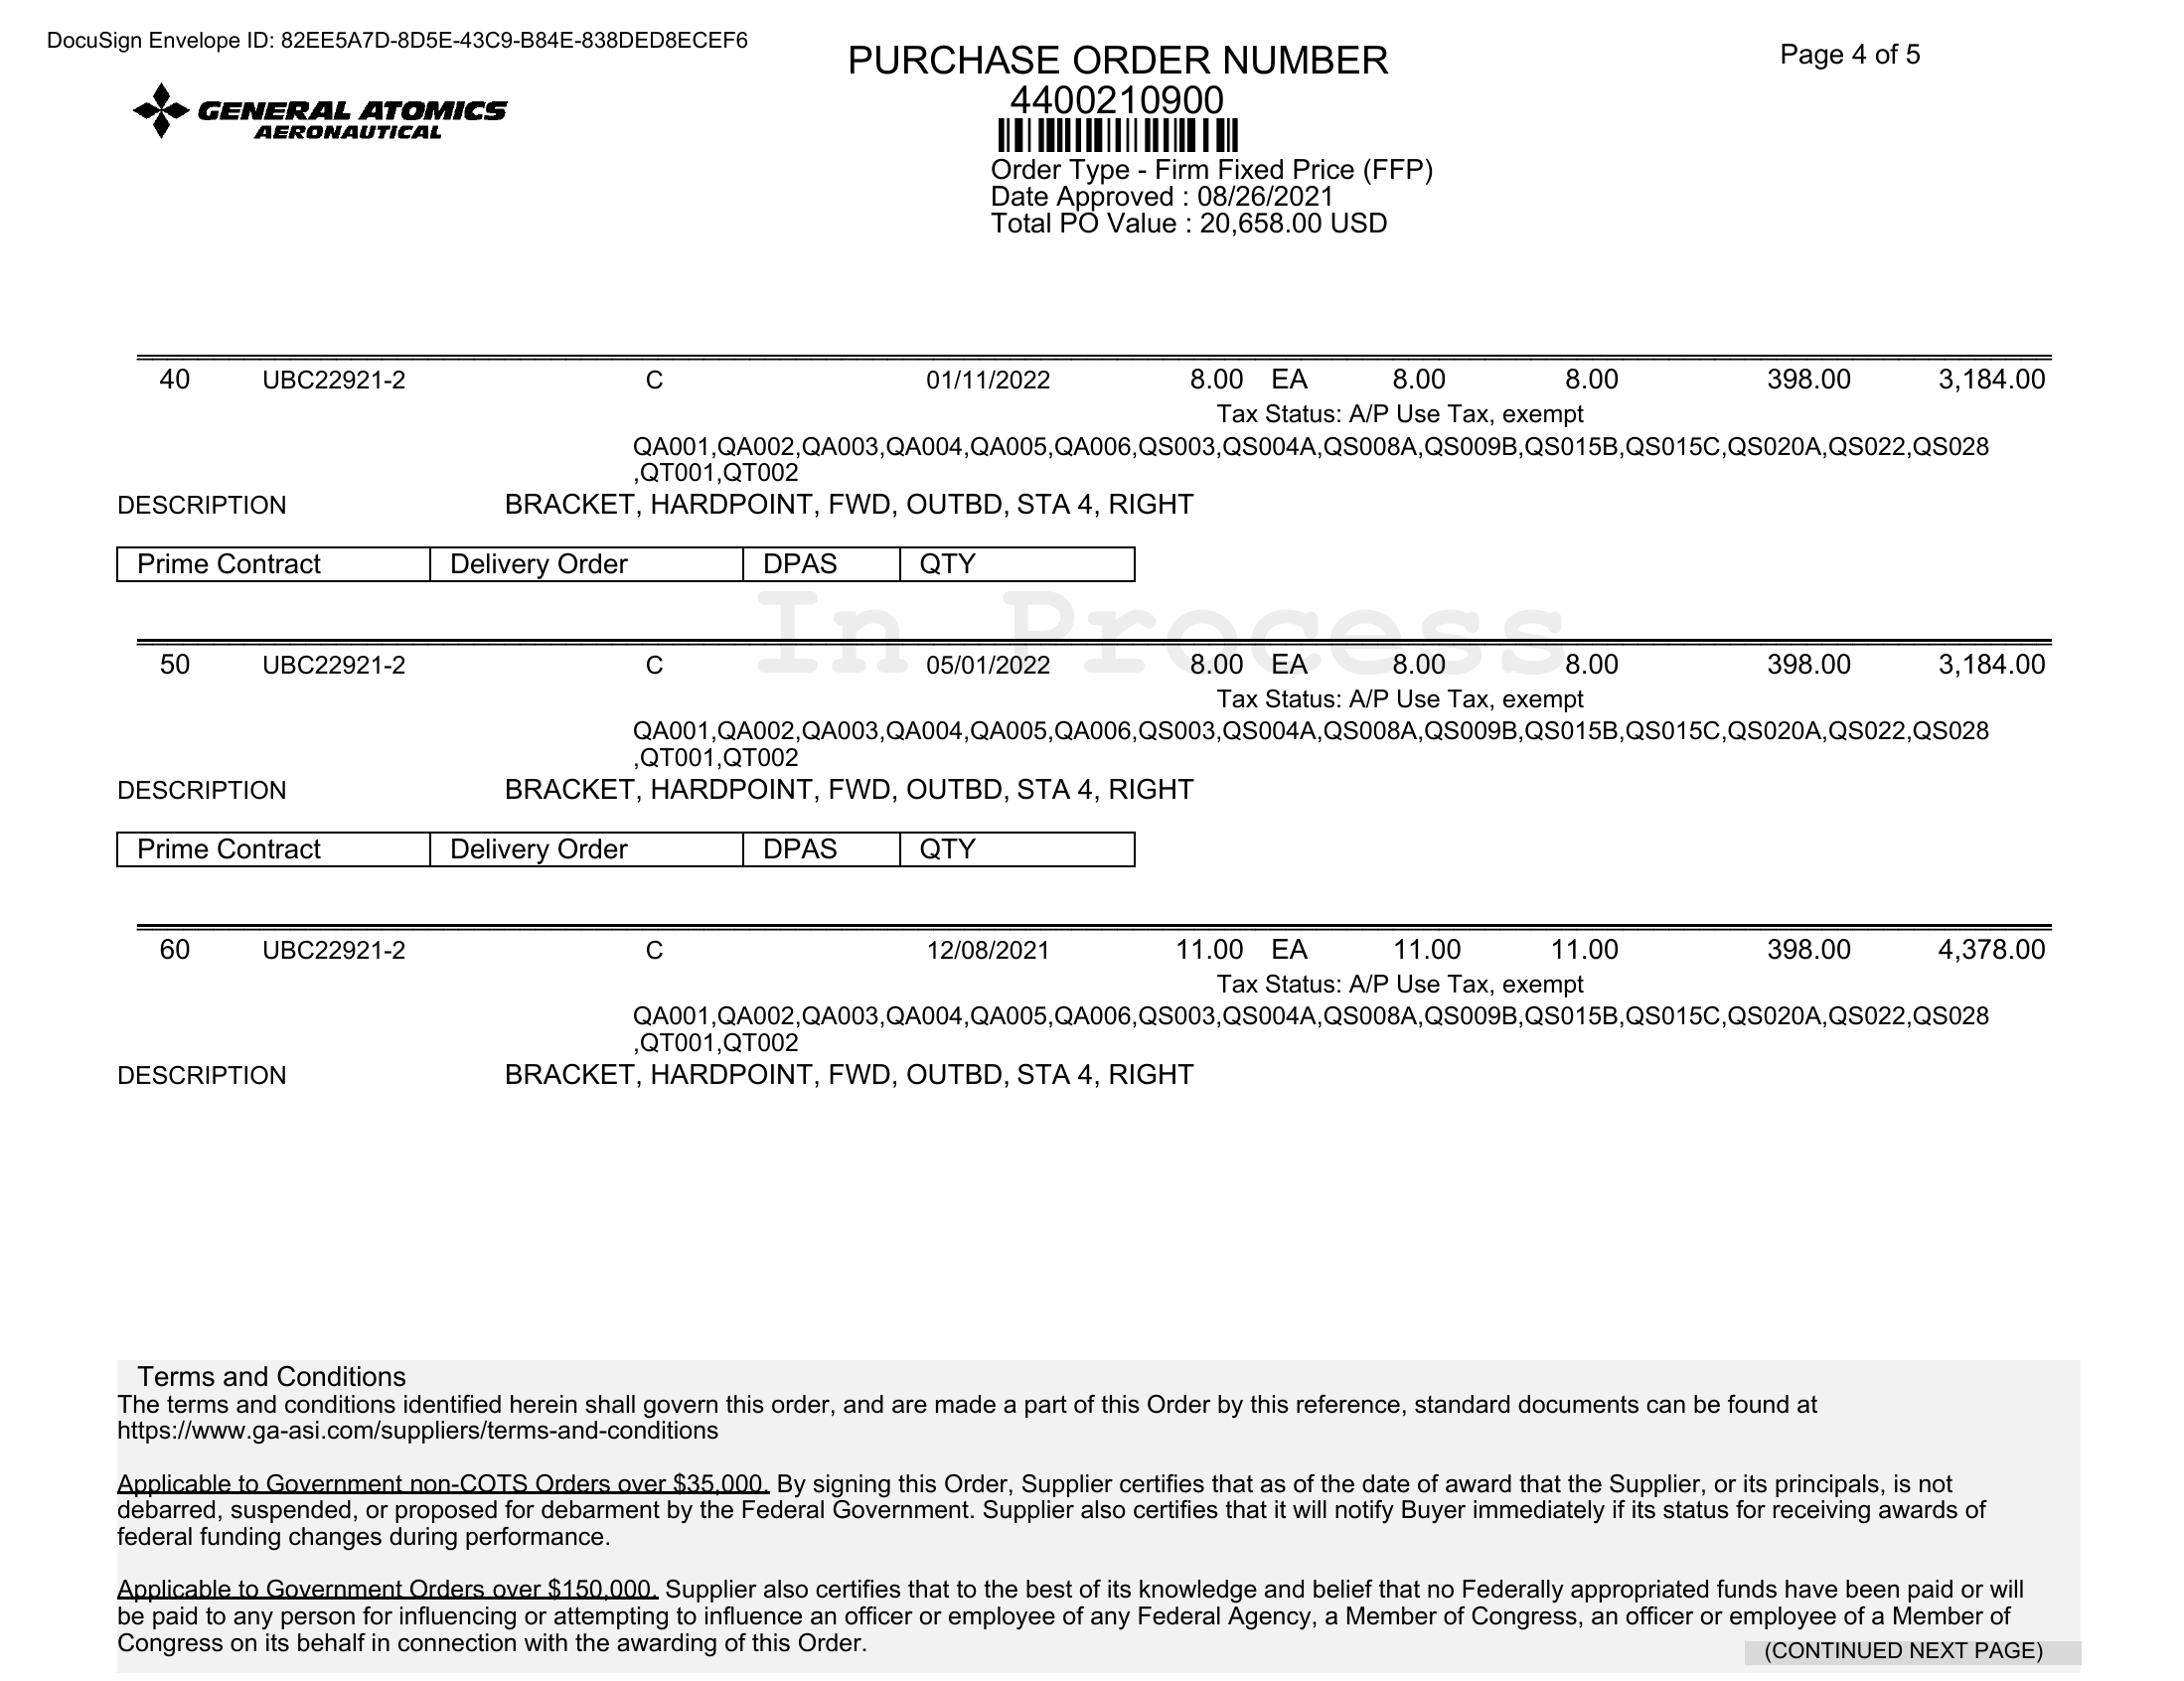 DocuSign Envelope ID: 82EE5A7D-8D5E-43C9-B84E-838DED8ECEF6
PURCHASE ORDER NUMBER
Page 4 of 5
4400210900
GENERAL ATOMICS
AERONAUTICAL
Order Type - Firm Fixed Price (FFP)
Date Approved : 08/26/2021
Total PO Value : 20,658.00 USD
40 UBC22921-2 C 01/11/2022 8.00 EA 8.00 8.00 398.00 3,184.00
Tax Status: A/P Use Tax, exempt
QA001,QA002,QA003,QA004,QA005,QA006,QS003,QS004A,QS008A,QS009B,QS015B,QS015C,QS020A,QS022,QS028
,QT001,QT002
DESCRIPTION BRACKET, HARDPOINT, FWD, OUTBD, STA 4, RIGHT
Prime Contract Delivery Order DPAS QTY
In Process
50 UBC22921-2 C 05/01/2022 8.00 EA 8.00 8.00 398.00 3,184.00
Tax Status: A/P Use Tax, exempt
QA001,QA002,QA003,QA004,QA005,QA006,QS003,QS004A,QS008A,QS009B,QS015B,QS015C,QS020A,QS022,QS028
,QT001,QT002
DESCRIPTION BRACKET, HARDPOINT, FWD, OUTBD, STA 4, RIGHT
Prime Contract Delivery Order DPAS QTY
60 UBC22921-2 C 12/08/2021 11.00 EA 11.00 11.00 398.00 4,378.00
Tax Status: A/P Use Tax, exempt
QA001,QA002,QA003,QA004,QA005,QA006,QS003,QS004A,QS008A,QS009B,QS015B,QS015C,QS020A,QS022,QS028
,QT001,QT002
DESCRIPTION BRACKET, HARDPOINT, FWD, OUTBD, STA 4, RIGHT
Terms and Conditions
The terms and conditions identified herein shall govern this order, and are made a part of this Order by this reference, standard documents can be found at
https://www.ga-asi.com/suppliers/terms-and-conditions
Applicable to Government non-COTS Orders over $35,000. By signing this Order, Supplier certifies that as of the date of award that the Supplier, or its principals, is not
debarred, suspended, or proposed for debarment by the Federal Government. Supplier also certifies that it will notify Buyer immediately if its status for receiving awards of
federal funding changes during performance.
Applicable to Government Orders over $150,000. Supplier also certifies that to the best of its knowledge and belief that no Federally appropriated funds have been paid or will
be paid to any person for influencing or attempting to influence an officer or employee of any Federal Agency, a Member of Congress, an officer or employee of a Member of
Congress on its behalf in connection with the awarding of this Order.
(CONTINUED NEXT PAGE)